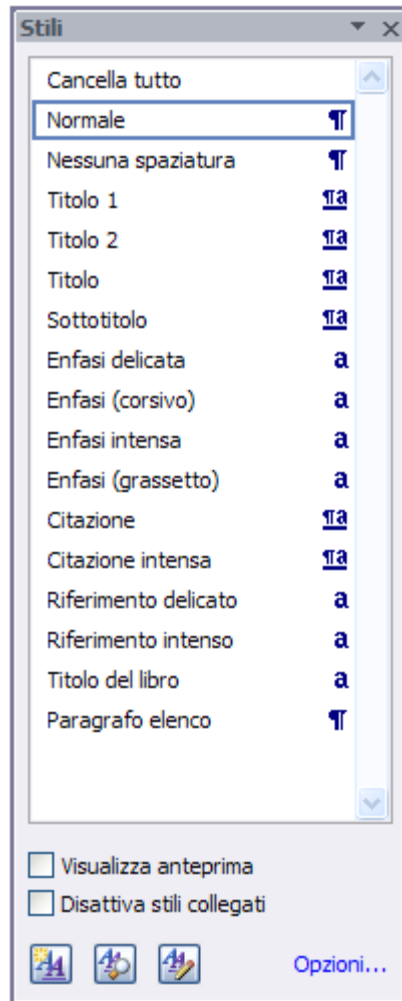 Stili
Cancella tutto
Normale ¶
Nessuna spaziatura ¶
Titolo 1 ¶a
Titolo 2 ¶a
Titolo ¶a
Sottotitolo ¶a
Enfasi delicata a
Enfasi (corsivo) a
Enfasi intensa a
Enfasi (grassetto) a
Citazione ¶a
Citazione intensa ¶a
Riferimento delicato a
Riferimento intenso a
Titolo del libro a
Paragrafo elenco ¶
Visualizza anteprima
Disattiva stili collegati
Opzioni...